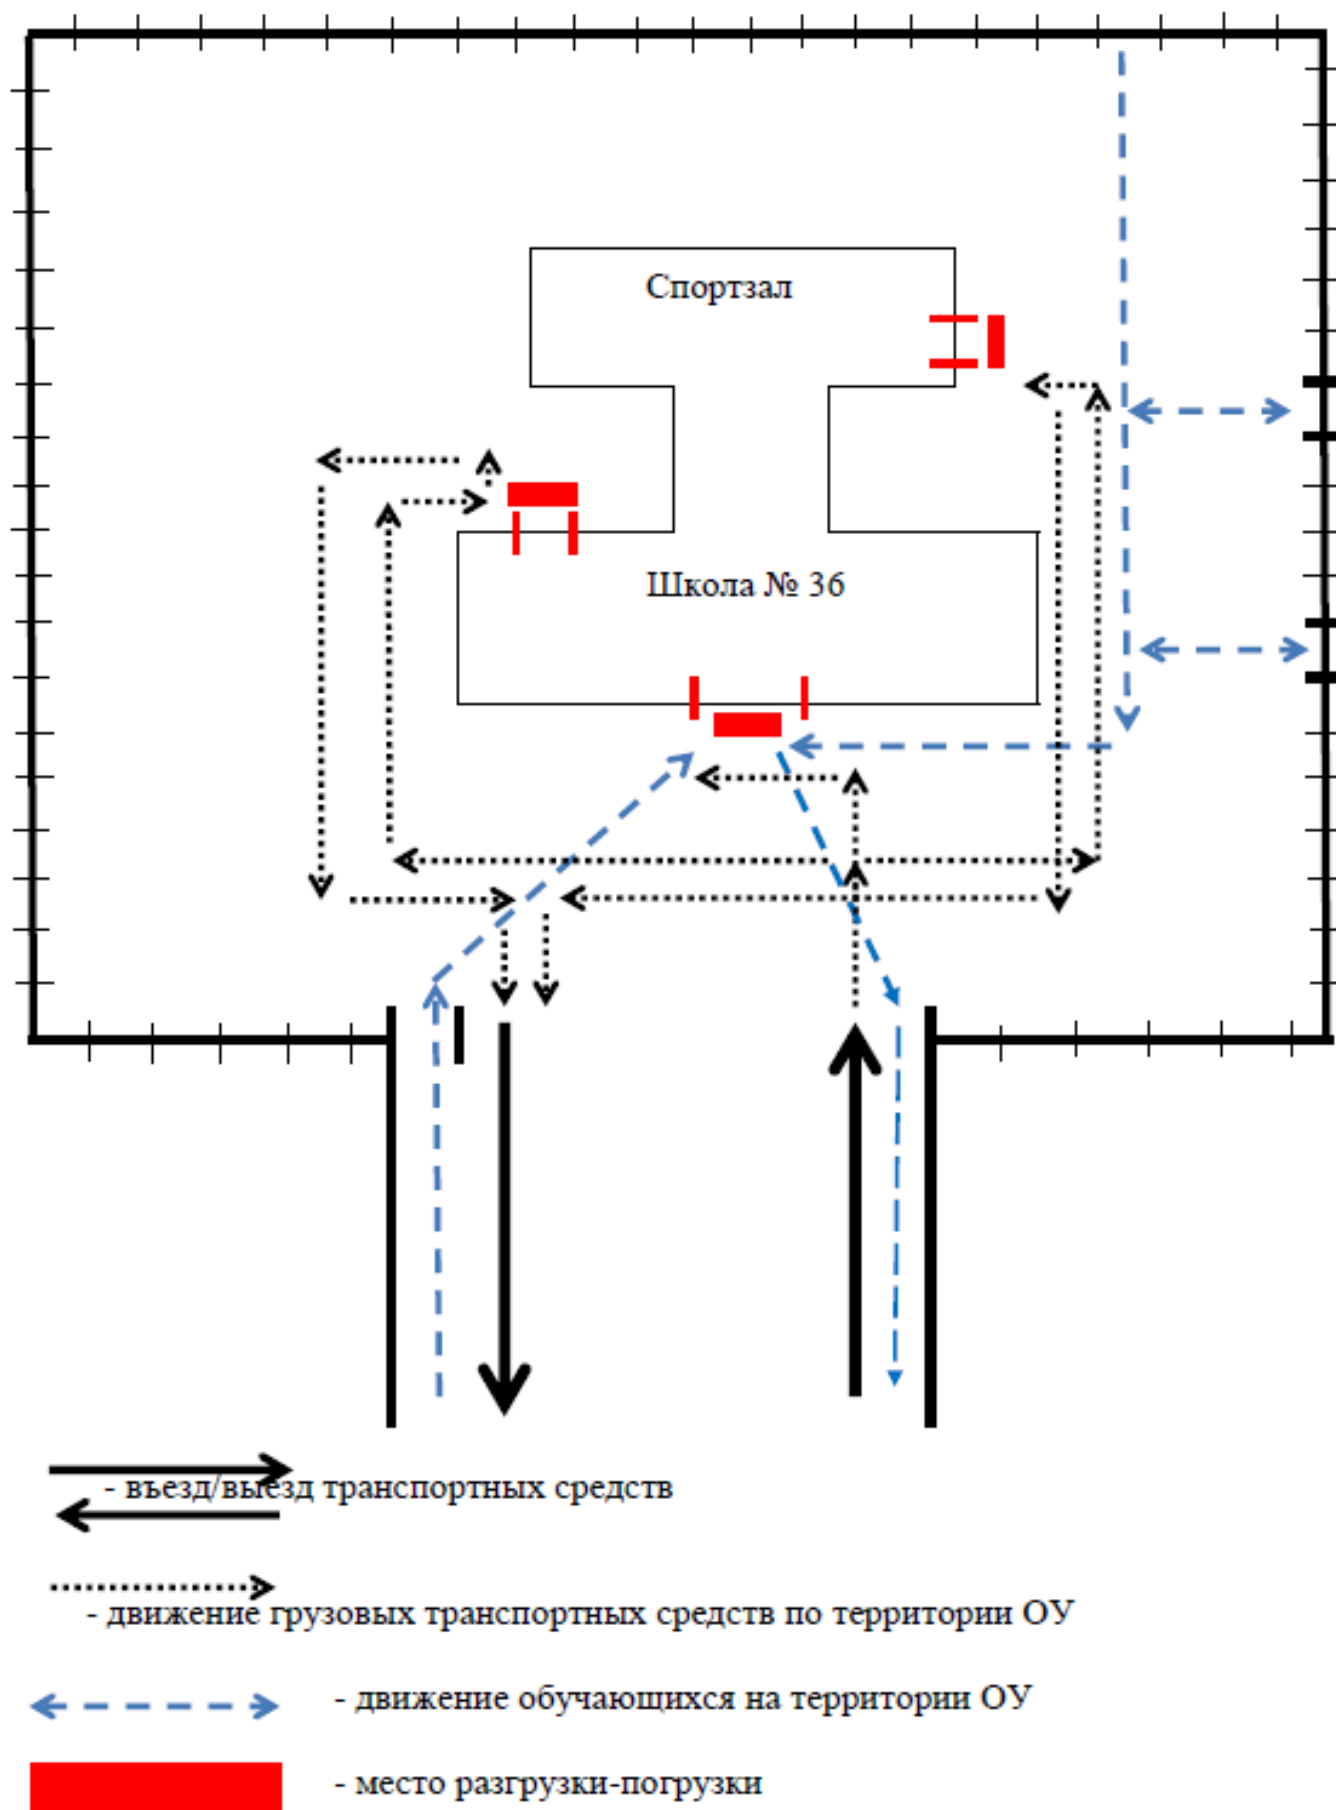 Спортзал
Школа № 36
- въезд/выезд транспортных средств
- движение грузовых транспортных средств по территории ОУ
- движение обучающихся на территории ОУ
- место разгрузки-погрузки